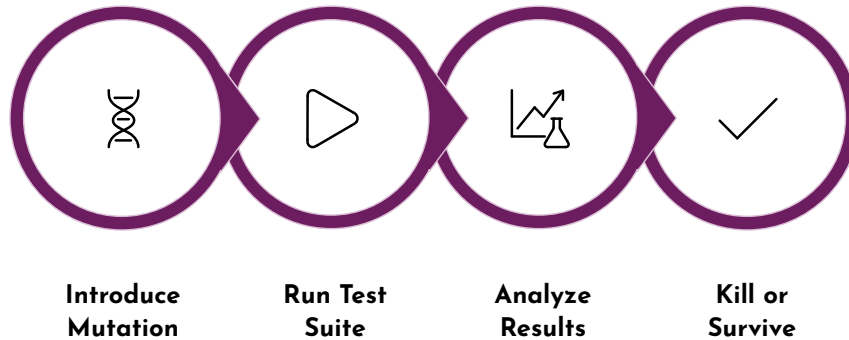 Introduce
Mutation
Run Test
Suite
Analyze
Results
Kill or
Survive